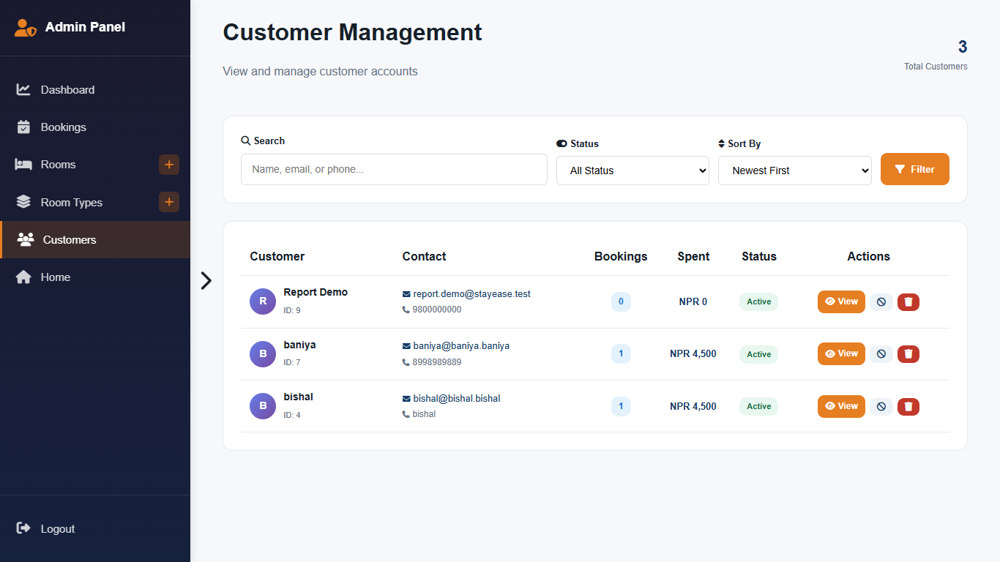 Admin Panel
Dashboard
Bookings
Rooms +
Room Types +
Customers
Home
Logout
Customer Management
View and manage customer accounts
3
Total Customers
Search
Name, email, or phone...
Status
All Status
Sort By
Newest First
Filter
Customer Contact Bookings Spent Status Actions
R Report Demo report.demo@stayease.test 0 NPR 0 Active View
ID: 9 9800000000
B baniya baniya@baniya.baniya 1 NPR 4,500 Active View
ID: 7 8998989889
B bishal bishal@bishal.bishal 1 NPR 4,500 Active View
ID: 4 bishal